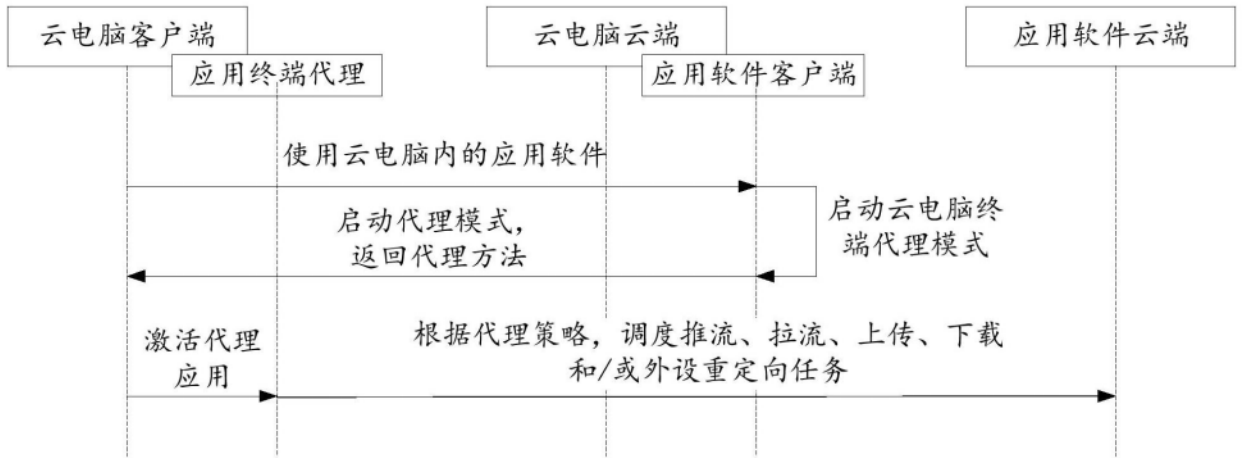 云电脑客户端
云电脑云端
应用软件云端
应用终端代理
应用软件客户端
使用云电脑内的应用软件
启动代理模式，
返回代理方法
启动云电脑终
端代理模式
激活代理
应用
根据代理策略，调度推流、拉流、上传、下载
和/或外设重定向任务